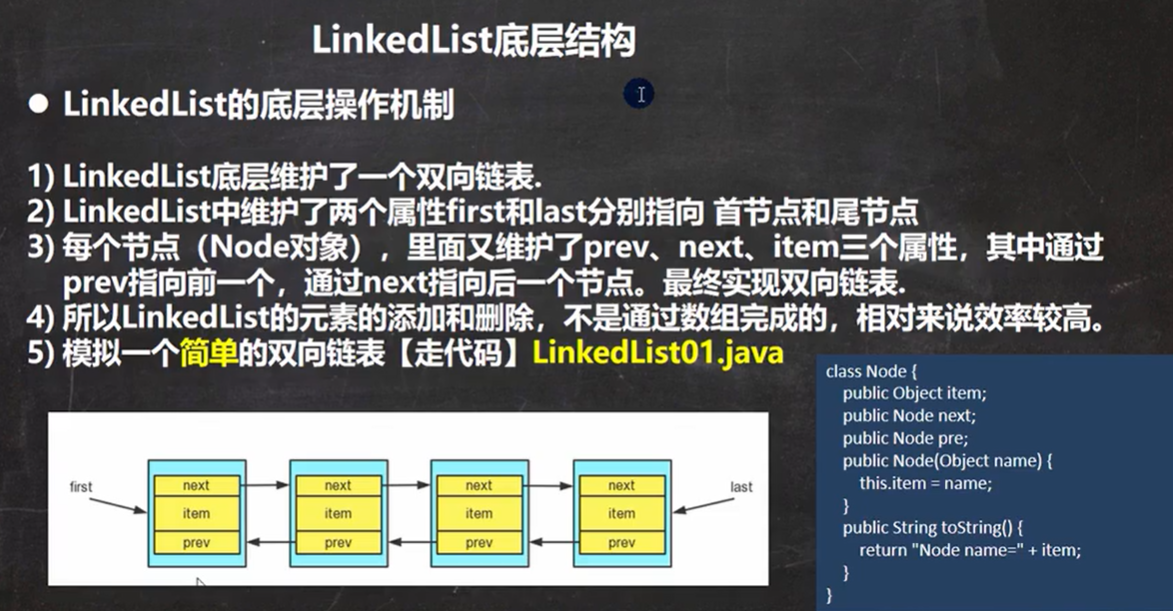 LinkedList底层结构
● LinkedList的底层操作机制
1) LinkedList底层维护了一个双向链表.
2) LinkedList中维护了两个属性first和last分别指向 首节点和尾节点
3) 每个节点（Node对象），里面又维护了prev、next、item三个属性，其中通过
prev指向前一个，通过next指向后一个节点。最终实现双向链表.
4) 所以LinkedList的元素的添加和删除，不是通过数组完成的，相对来说效率较高。
5) 模拟一个简单的双向链表【走代码】LinkedList01.java
first
next
item
prev
next
item
prev
next
item
prev
next
item
prev
last
class Node {
public Object item;
public Node next;
public Node pre;
public Node(Object name) {
this.item = name;
}
public String toString() {
return "Node name=" + item;
}
}